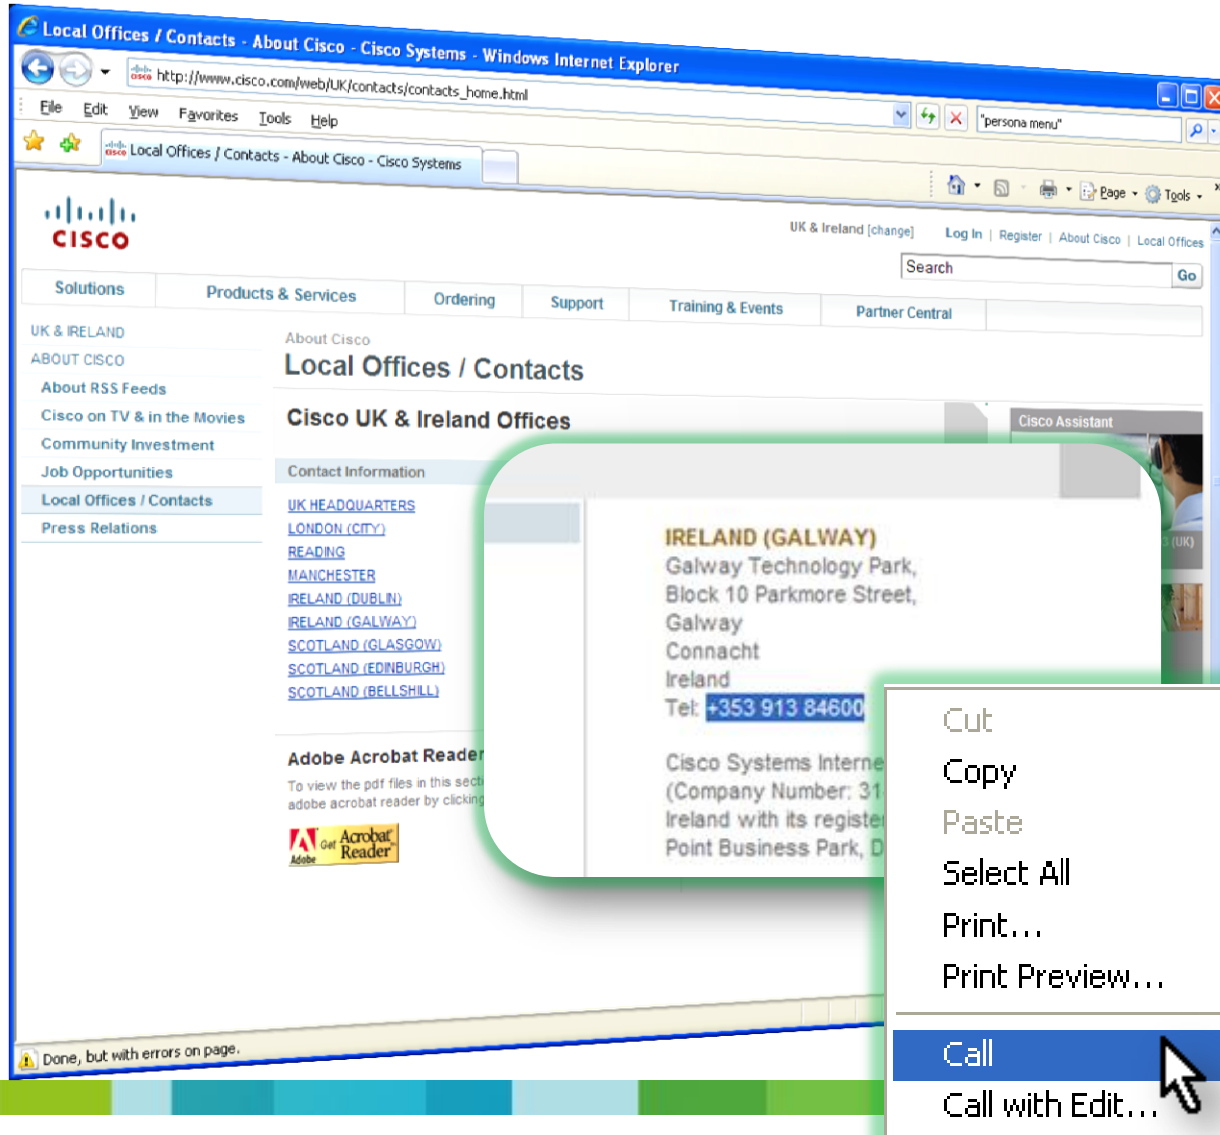 Local Offices / Contacts - About Cisco - Cisco Systems - Windows Internet Explorer
http://www.cisco.com/web/UK/contacts/contacts_home.html
"persona menu"
File Edit View Favorites Tools Help
Local Offices / Contacts - About Cisco - Cisco Systems
Page Tools
CISCO
UK & Ireland [change] Log In | Register | About Cisco | Local Offices
Search Go
Solutions Products & Services Ordering Support Training & Events Partner Central
UK & IRELAND
ABOUT CISCO
About RSS Feeds
Cisco on TV & in the Movies
Community Investment
Job Opportunities
Local Offices / Contacts
Press Relations
About Cisco
Local Offices / Contacts
Cisco UK & Ireland Offices
Cisco Assistant
(UK)
Contact Information
UK HEADQUARTERS
LONDON (CITY)
READING
MANCHESTER
IRELAND (DUBLIN)
IRELAND (GALWAY)
SCOTLAND (GLASGOW)
SCOTLAND (EDINBURGH)
SCOTLAND (BELLSHILL)
Adobe Acrobat Reader
To view the pdf files in this
adobe acrobat reader by clicking
Adobe Get Acrobat Reader
IRELAND (GALWAY)
Galway Technology Park,
Block 10 Parkmore Street,
Galway
Connacht
Ireland
Tel: +353 913 84600
Cisco Systems
(Company Number: 31
Ireland with its
Point Business Park,
Cut
Copy
Paste
Select All
Print...
Print Preview...
Call
Call with Edit...
Done, but with errors on page.